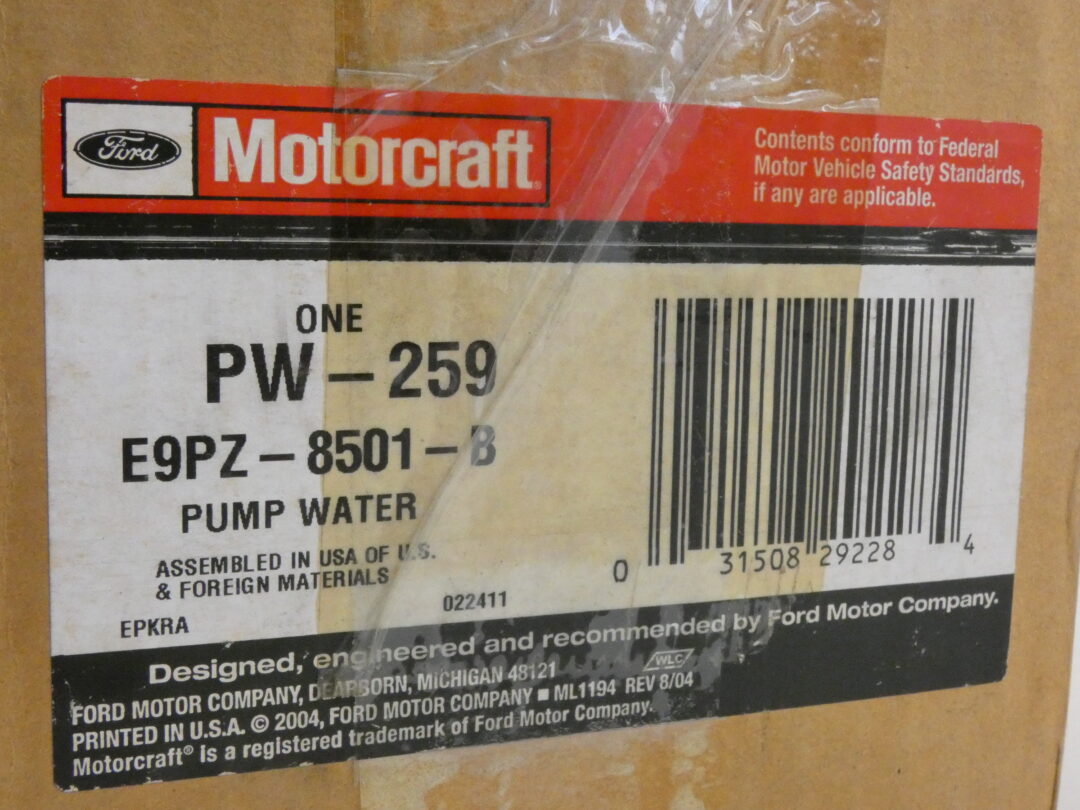 Ford
Motorcraft®
Contents conform to Federal
Motor Vehicle Safety Standards,
if any are applicable.
ONE
PW – 259
E9PZ – 8501 – B
PUMP WATER
ASSEMBLED IN USA OF U.S.
& FOREIGN MATERIALS
EPKRA
022411
0 31508 29228 4
Designed, engineered and recommended by Ford Motor Company.
WLC
FORD MOTOR COMPANY, DEARBORN, MICHIGAN 48121
PRINTED IN U.S.A. © 2004, FORD MOTOR COMPANY ■ ML1194 REV 8/04
Motorcraft® is a registered trademark of Ford Motor Company.